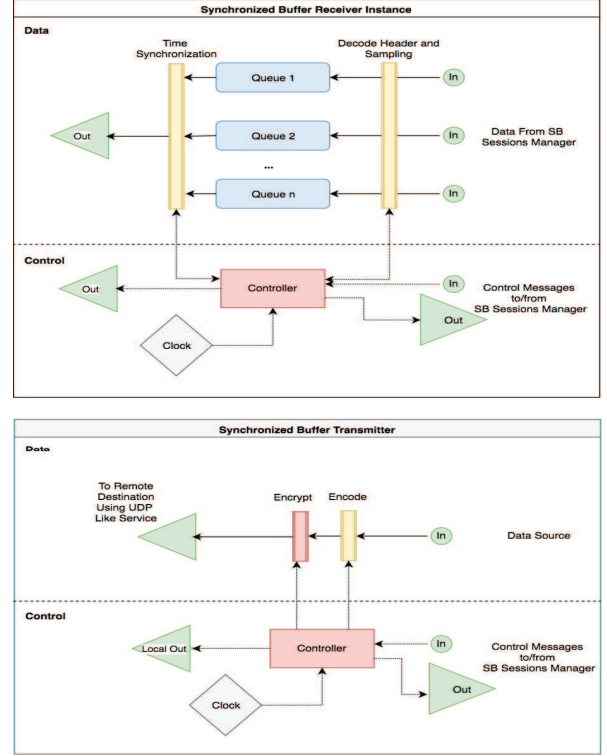 Synchronized Buffer Receiver Instance
Data
Time
Synchronization
Decode Header and
Sampling
Queue 1
In
Out
Queue 2
In
Data From SB
Sessions Manager
...
Queue n
In
Control
Out
Controller
In
Control Messages
to/from
SB Sessions Manager
Out
Clock
Synchronized Buffer Transmitter
Data
To Remote
Destination
Using UDP
Like Service
Encrypt
Encode
In
Data Source
Control
Local Out
Controller
In
Control Messages
to/from
SB Sessions Manager
Out
Clock